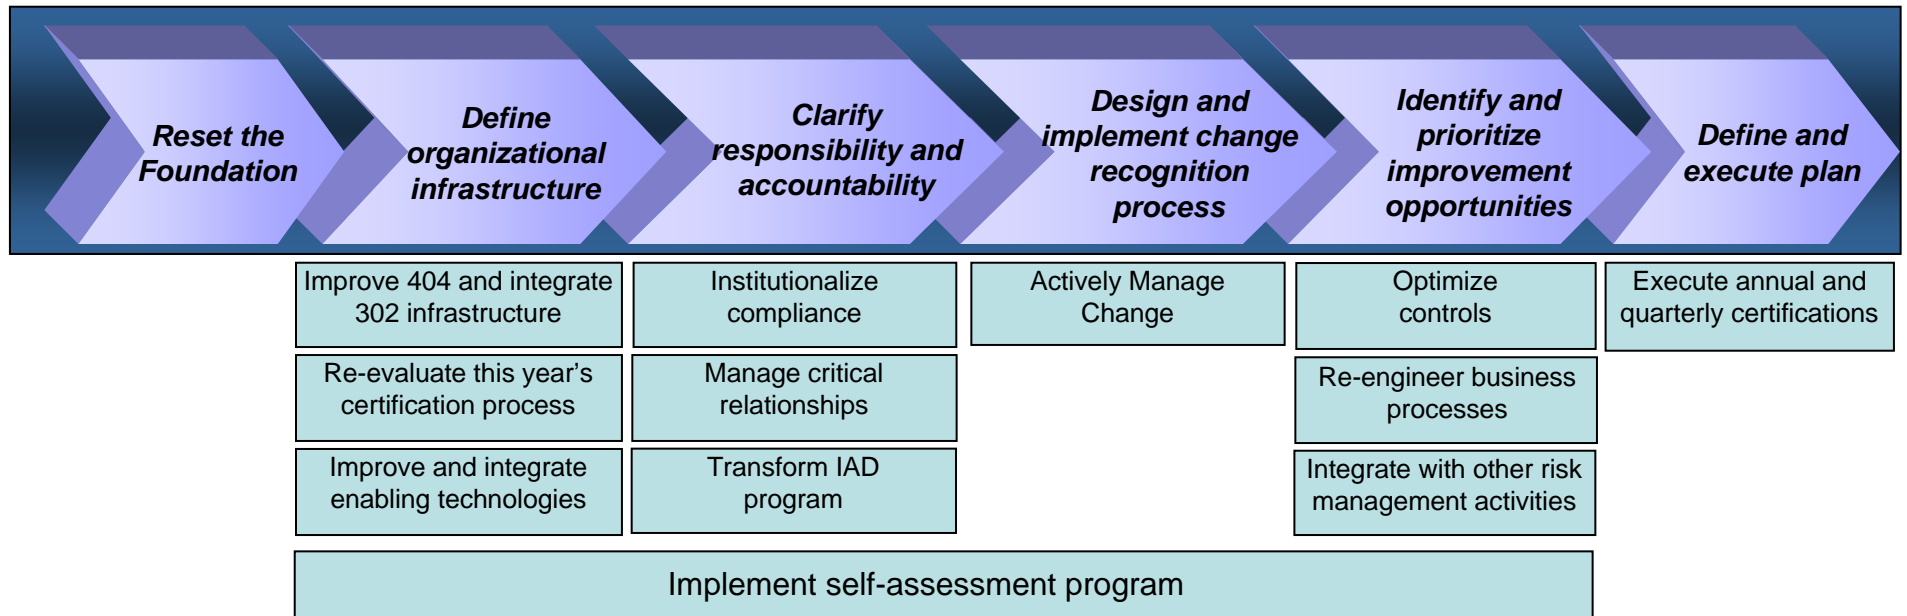 Reset the
Foundation
Define
organizational
infrastructure
Clarify
responsibility and
accountability
Design and
implement change
recognition
process
Identify and
prioritize
improvement
opportunities
Define and
execute plan
Improve 404 and integrate
302 infrastructure
Institutionalize
compliance
Actively Manage
Change
Optimize
controls
Execute annual and
quarterly certifications
Re-evaluate this year’s
certification process
Manage critical
relationships
Re-engineer business
processes
Improve and integrate
enabling technologies
Transform IAD
program
Integrate with other risk
management activities
Implement self-assessment program